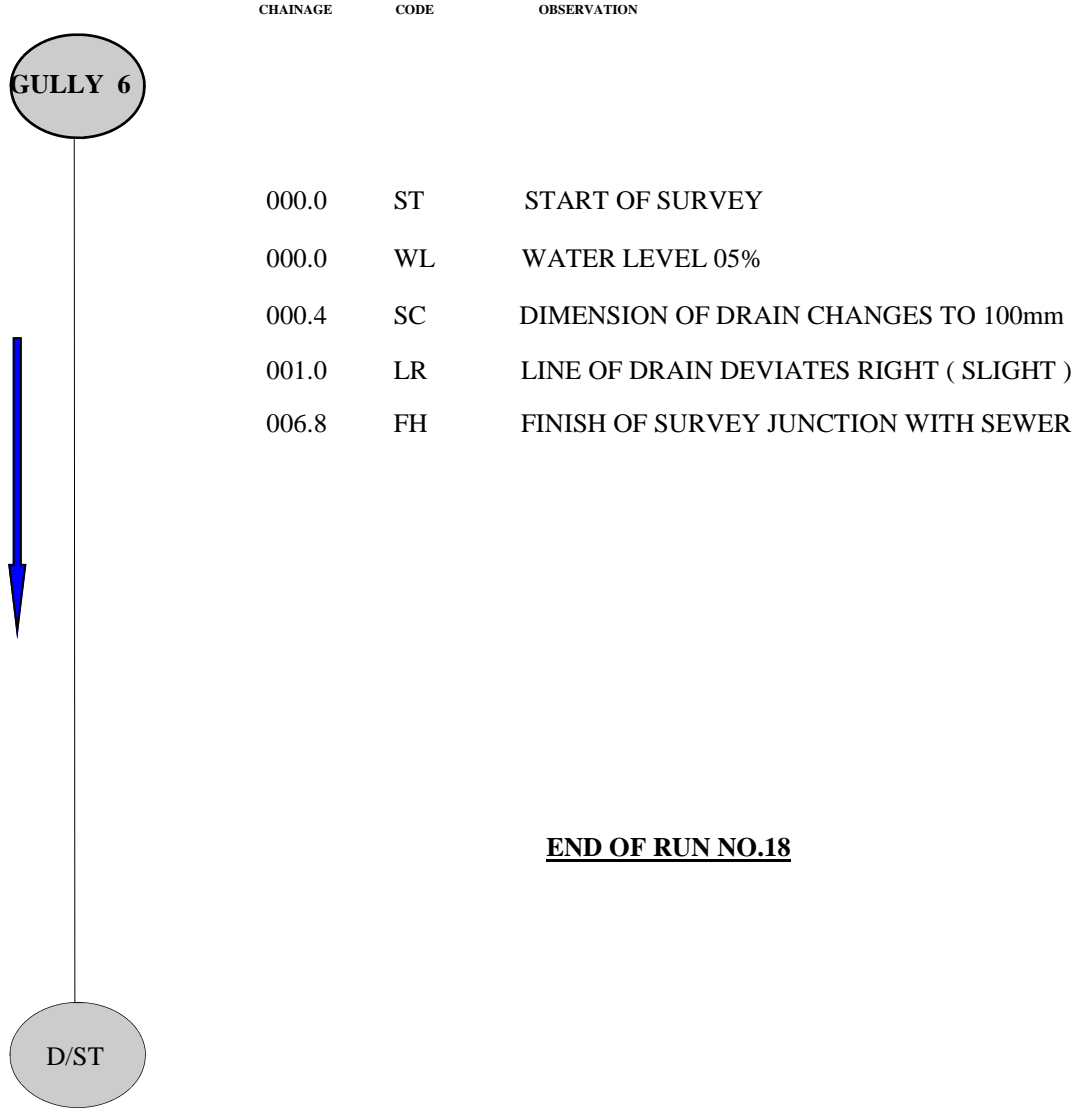 CHAINAGE CODE OBSERVATION
GULLY 6
000.0 ST START OF SURVEY
000.0 WL WATER LEVEL 05%
000.4 SC DIMENSION OF DRAIN CHANGES TO 100mm
001.0 LR LINE OF DRAIN DEVIATES RIGHT ( SLIGHT )
006.8 FH FINISH OF SURVEY JUNCTION WITH SEWER
END OF RUN NO.18
D/ST